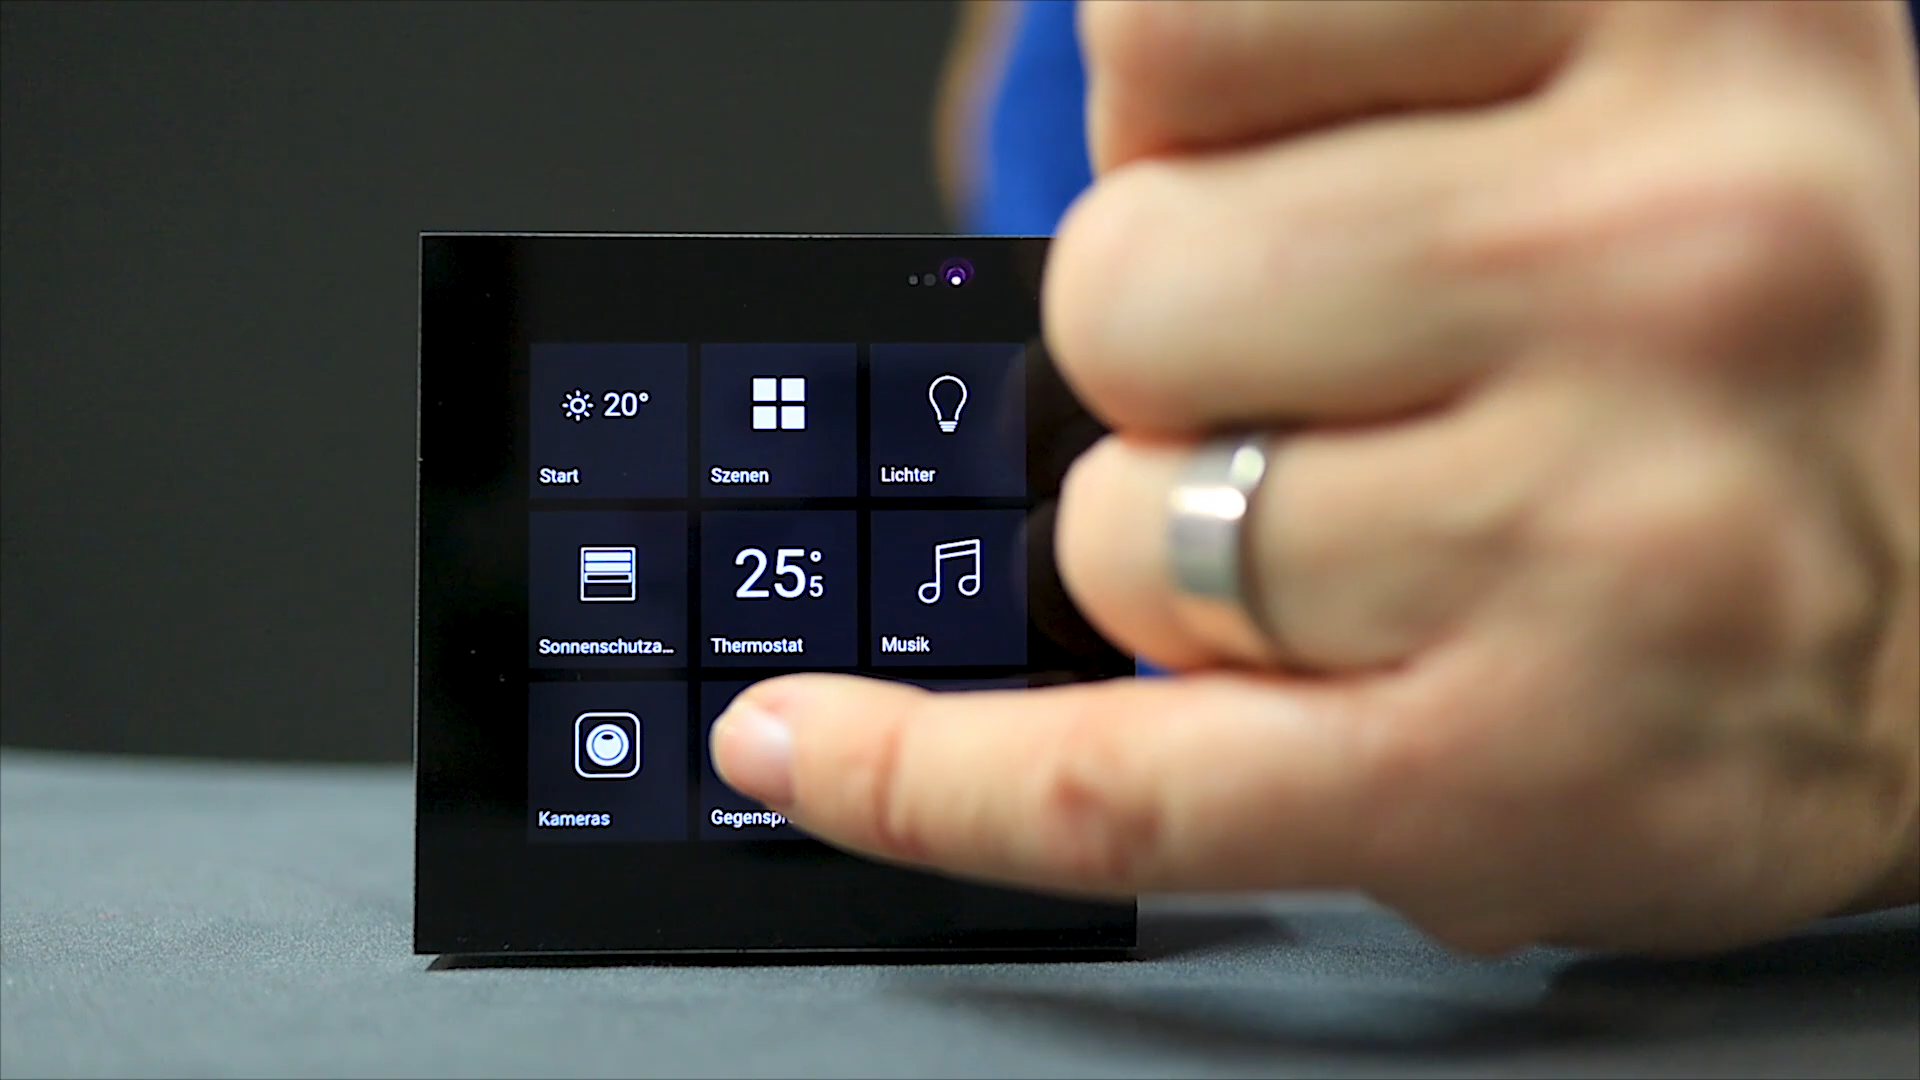 20°
Start
Szenen
Lichter
Sonnenschutza...
25°5
Thermostat
Musik
Kameras